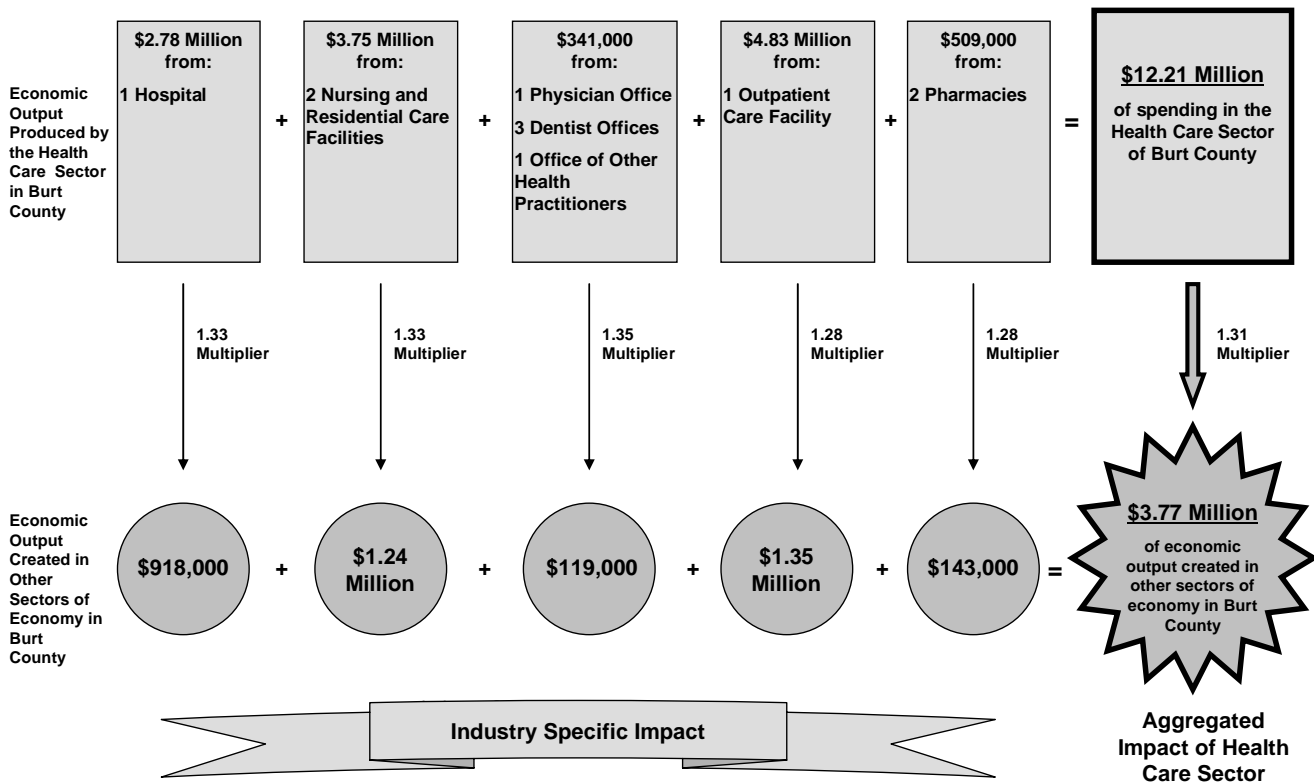 Economic
Output
Produced by
the Health
Care Sector
in Burt
County
$2.78 Million
from:
1 Hospital
+
$3.75 Million
from:
2 Nursing and
Residential Care
Facilities
+
$341,000
from:
1 Physician Office
3 Dentist Offices
1 Office of Other
Health
Practitioners
+
$4.83 Million
from:
1 Outpatient
Care Facility
+
$509,000
from:
2 Pharmacies
=
$12.21 Million
of spending in the
Health Care Sector
of Burt County
1.33
Multiplier
1.33
Multiplier
1.35
Multiplier
1.28
Multiplier
1.28
Multiplier
1.31
Multiplier
Economic
Output
Created in
Other
Sectors of
Economy in
Burt
County
$918,000
+
$1.24
Million
+
$119,000
+
$1.35
Million
+
$143,000
=
$3.77 Million
of economic
output created in
other sectors of
economy in Burt
County
Industry Specific Impact
Aggregated
Impact of Health
Care Sector